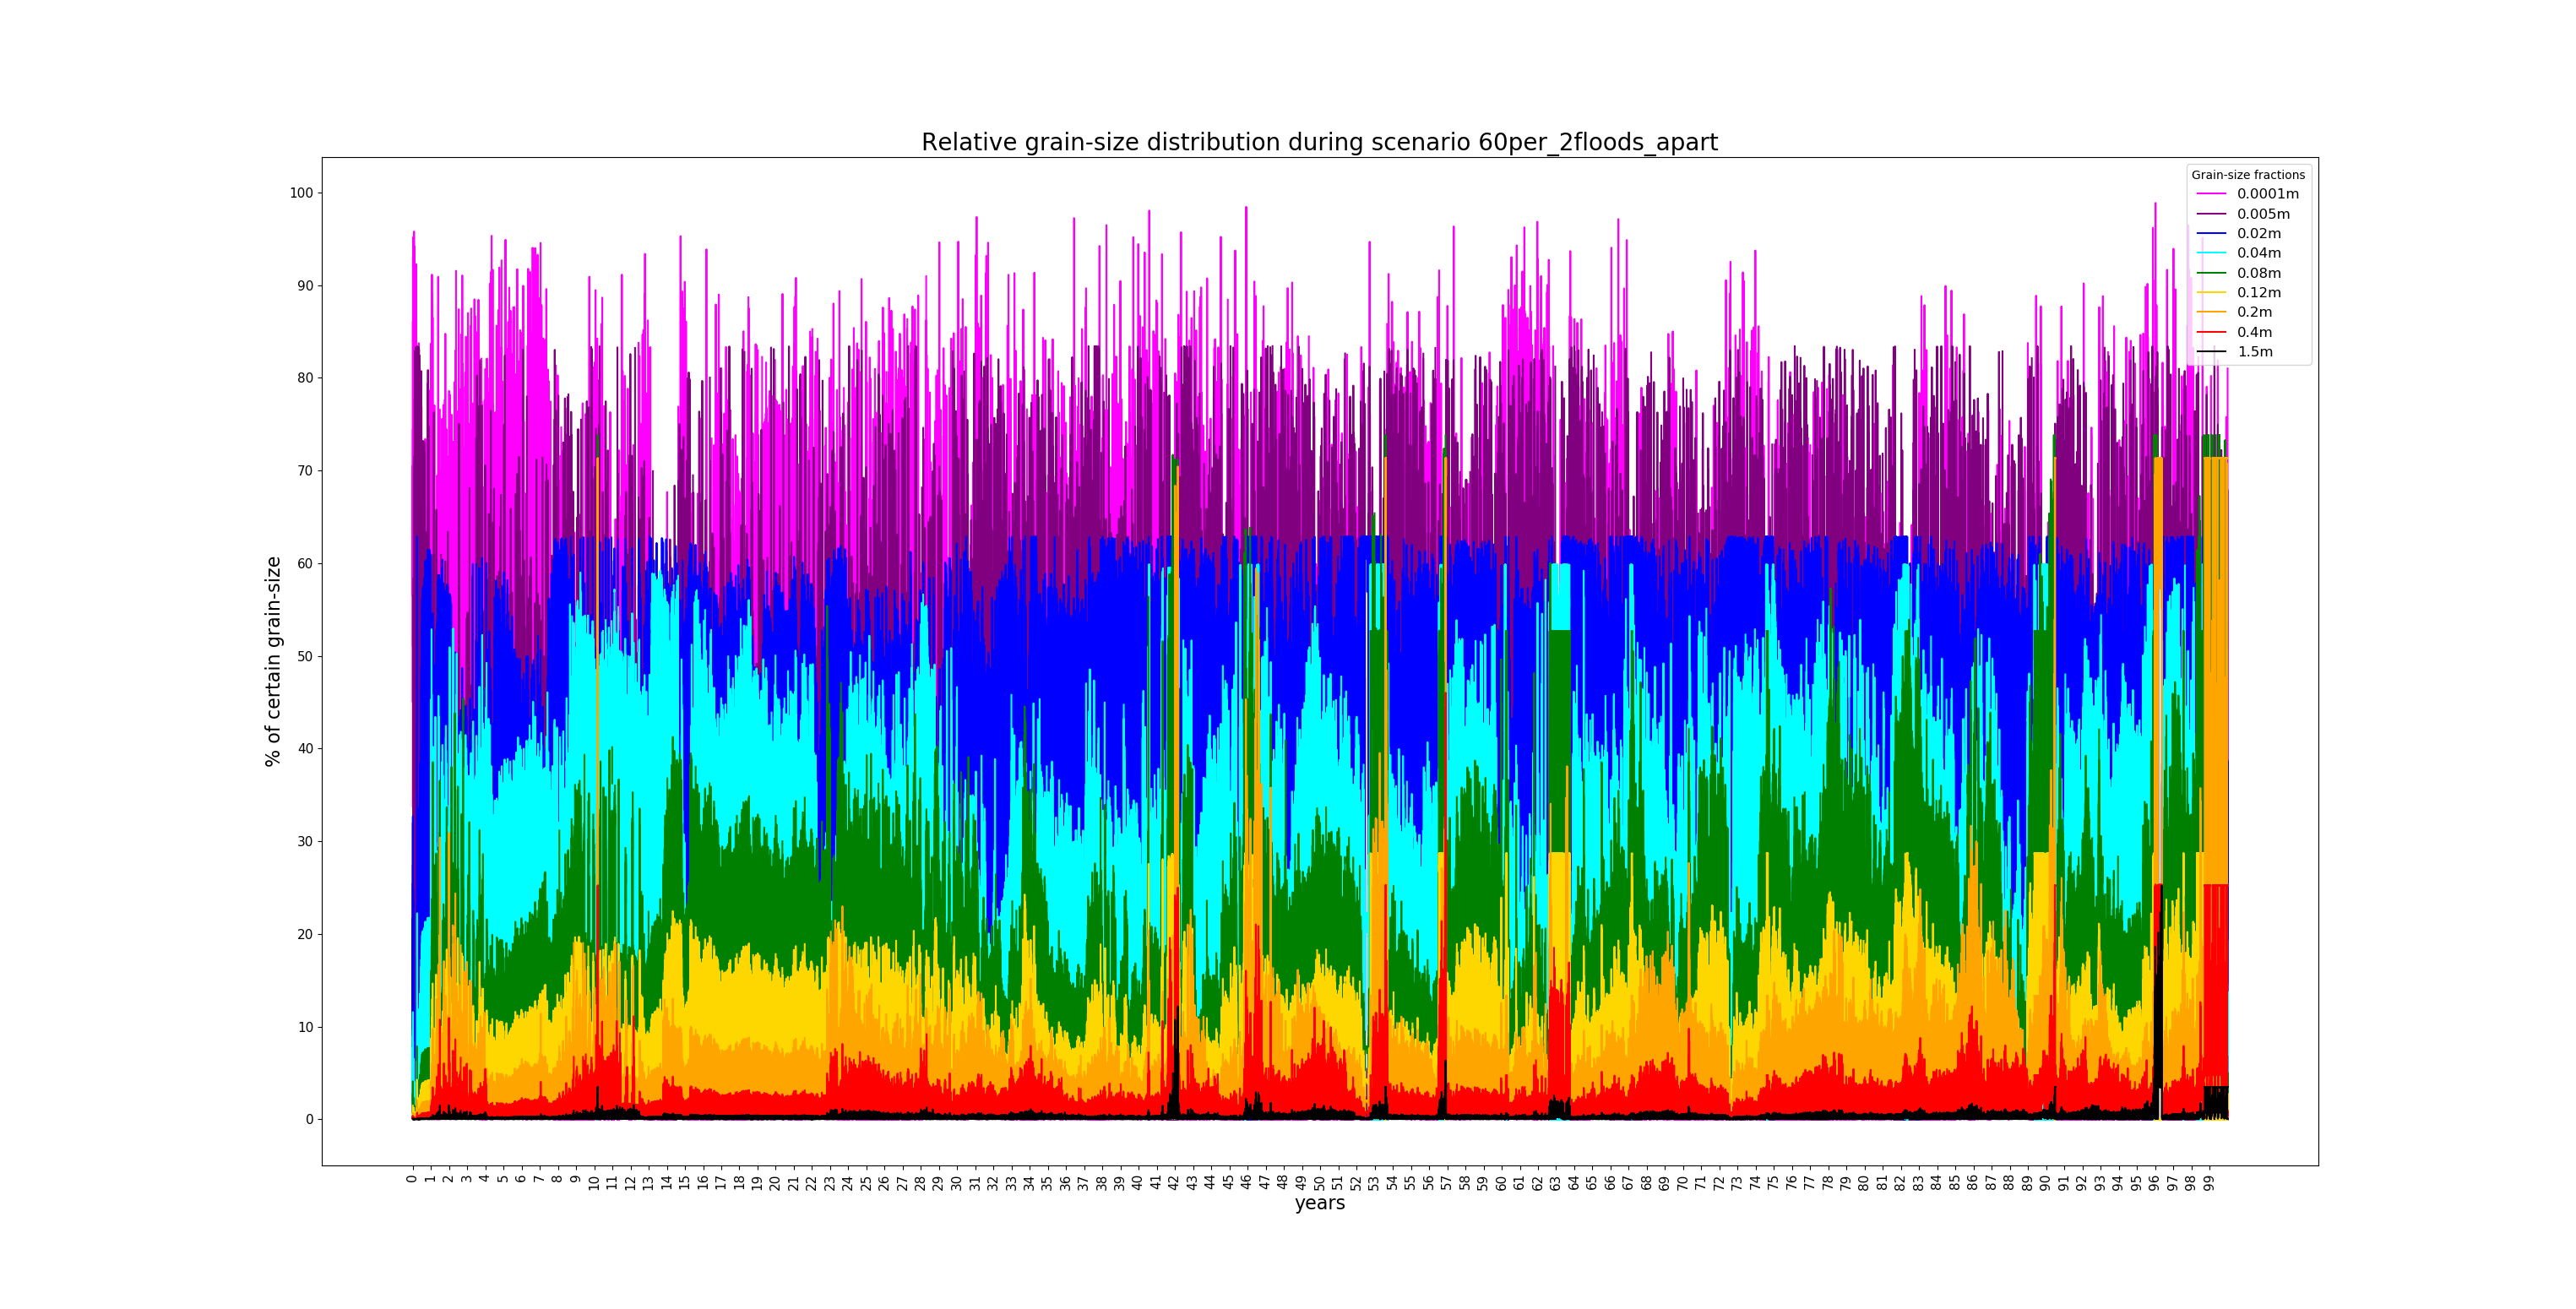 Relative grain-size distribution during scenario 60per_2floods_apart
Grain-size fractions
0.0001m
0.005m
0.02m
0.04m
0.08m
0.12m
0.2m
0.4m
1.5m
% of certain grain-size
100
90
80
70
60
50
40
30
20
10
0
0 1 2 3 4 5 6 7 8 9 10 11 12 13 14 15 16 17 18 19 20 21 22 23 24 25 26 27 28 29 30 31 32 33 34 35 36 37 38 39 40 41 42 43 44 45 46 47 48 49 50 51 52 53 54 55 56 57 58 59 60 61 62 63 64 65 66 67 68 69 70 71 72 73 74 75 76 77 78 79 80 81 82 83 84 85 86 87 88 89 90 91 92 93 94 95 96 97 98 99
years